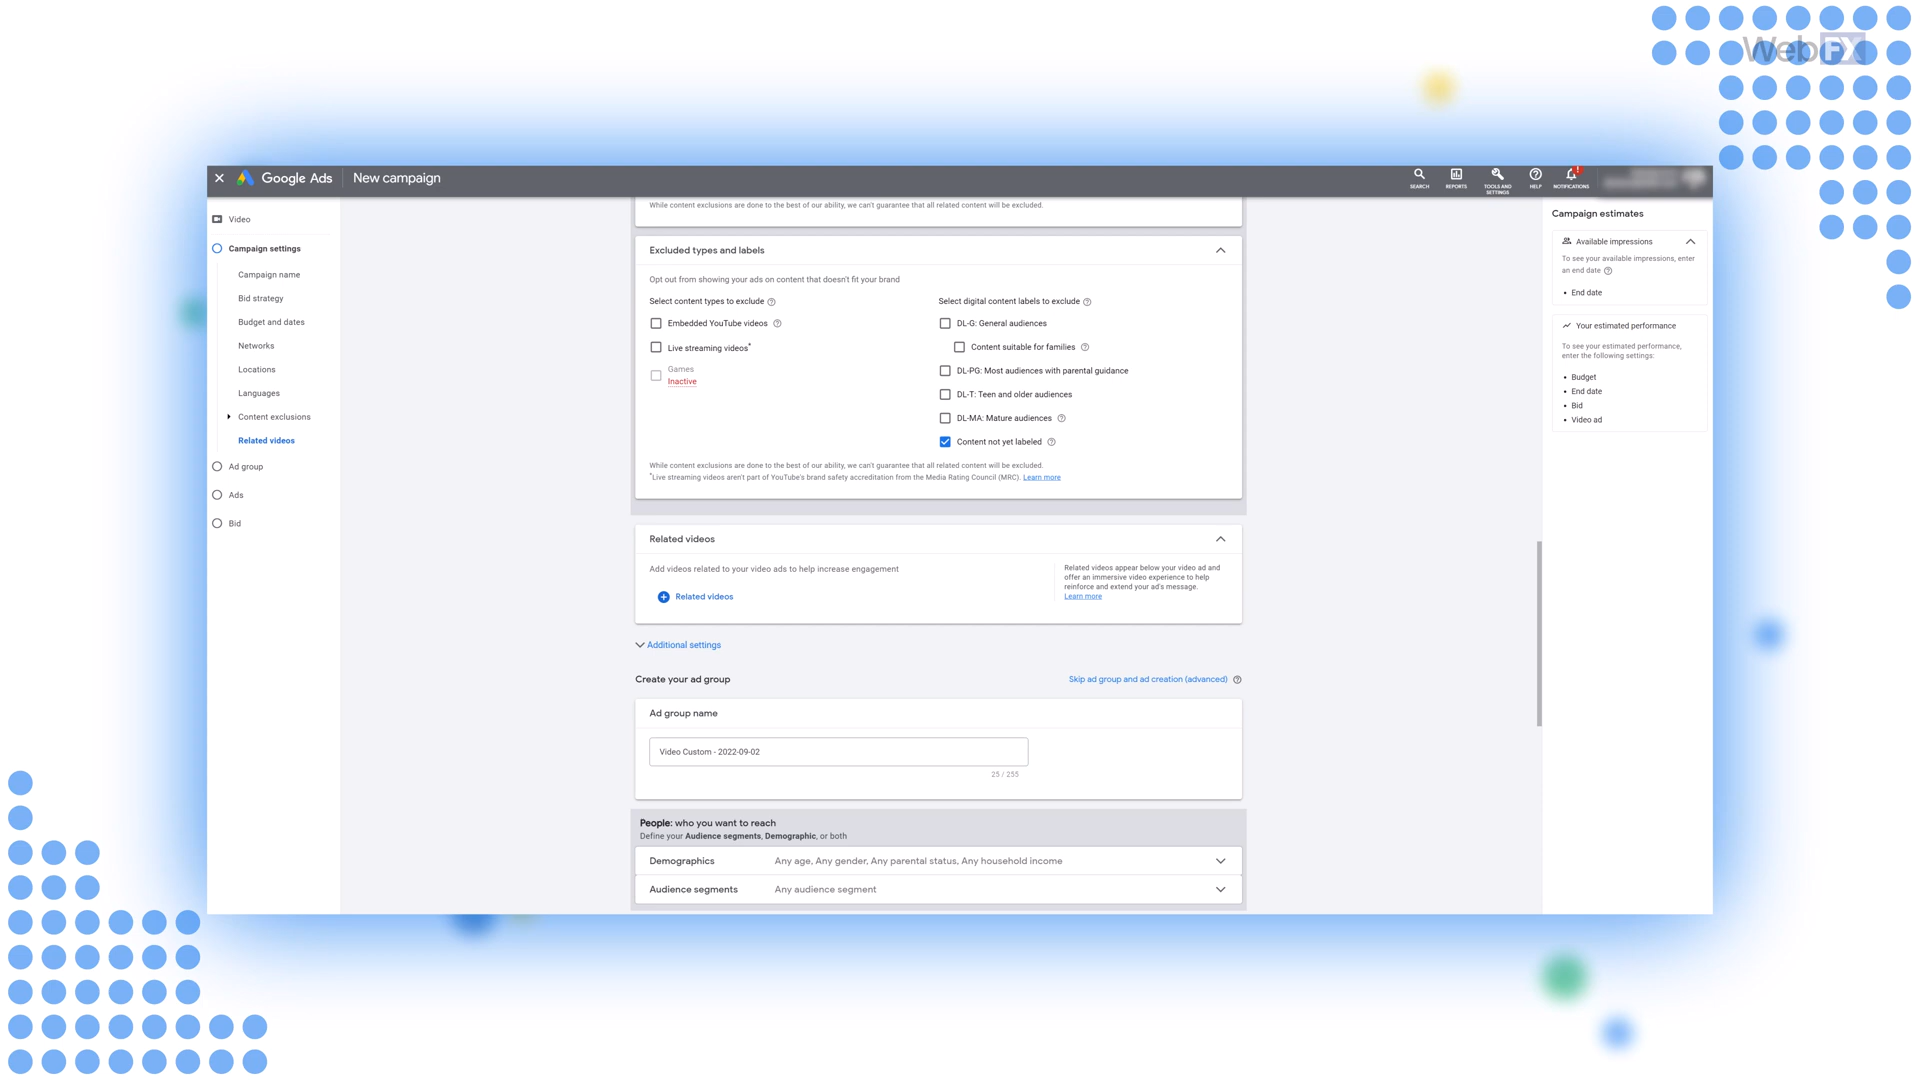 WebFX
Google Ads
New campaign
SEARCH
REPORTS
TOOLS AND
SETTINGS
HELP
NOTIFICATIONS
Video
Campaign settings
Campaign name
Bid strategy
Budget and dates
Networks
Locations
Languages
Content exclusions
Related videos
Ad group
Ads
Bid
While content exclusions are done to the best of our ability, we can't guarantee that all related content will be excluded.
Excluded types and labels
Opt out from showing your ads on content that doesn't fit your brand
Select content types to exclude
Embedded YouTube videos
Live streaming videos*
Games
Inactive
Select digital content labels to exclude
DL-G: General audiences
Content suitable for families
DL-PG: Most audiences with parental guidance
DL-T: Teen and older audiences
DL-MA: Mature audiences
Content not yet labeled
While content exclusions are done to the best of our ability, we can't guarantee that all related content will be excluded.
*Live streaming videos aren't part of YouTube's brand safety accreditation from the Media Rating Council (MRC). Learn more
Related videos
Add videos related to your video ads to help increase engagement
Related videos
Related videos appear below your video ad and
offer an immersive video experience to help
reinforce and extend your ad's message.
Learn more
Additional settings
Create your ad group
Skip ad group and ad creation (advanced)
Ad group name
Video Custom - 2022-09-02
25 / 255
People: who you want to reach
Define your Audience segments, Demographic, or both
Demographics
Any age, Any gender, Any parental status, Any household income
Audience segments
Any audience segment
Campaign estimates
Available impressions
To see your available impressions, enter
an end date
• End date
Your estimated performance
To see your estimated performance,
enter the following settings:
• Budget
• End date
• Bid
• Video ad